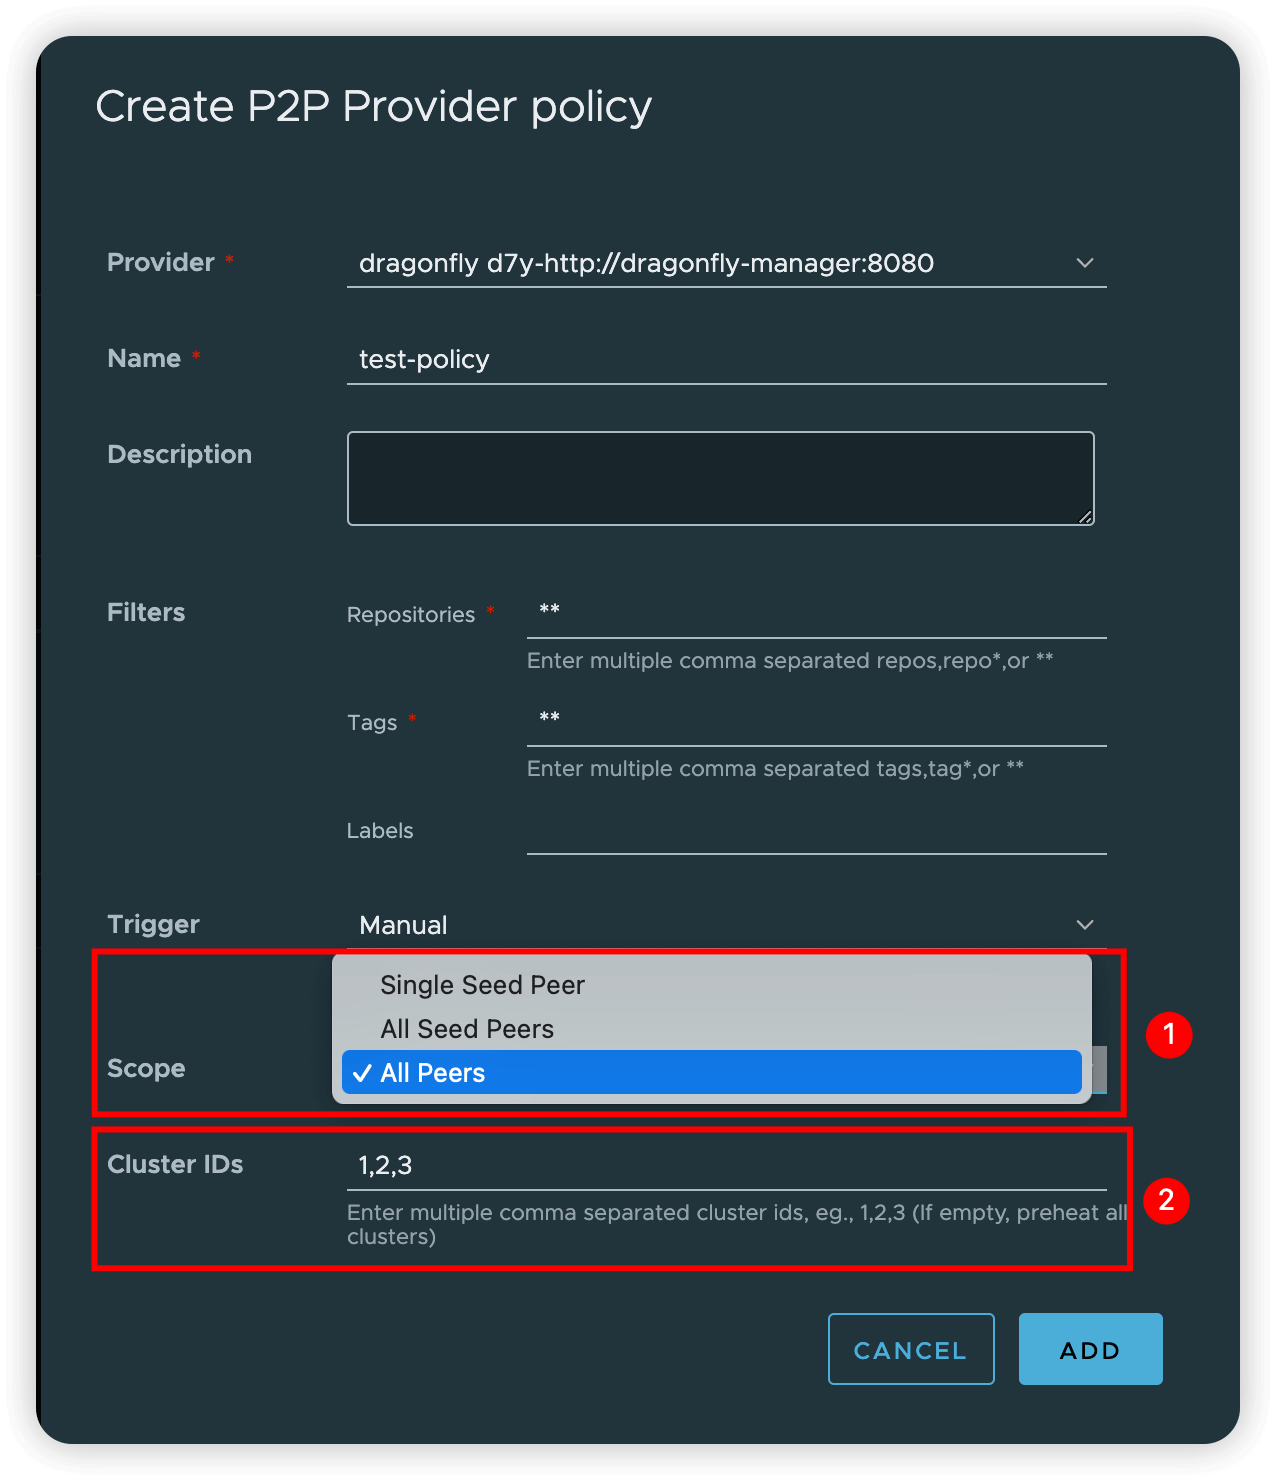 Create P2P Provider policy
Provider *
dragonfly d7y-http://dragonfly-manager:8080
Name *
test-policy
Description
Filters
Repositories *
**
Enter multiple comma separated repos,repo*,or **
Tags *
**
Enter multiple comma separated tags,tag*,or **
Labels
Trigger
Manual
Single Seed Peer
All Seed Peers
1
Scope
✓ All Peers
Cluster IDs
1,2,3
Enter multiple comma separated cluster ids, eg., 1,2,3 (If empty, preheat all
clusters)
2
CANCEL
ADD